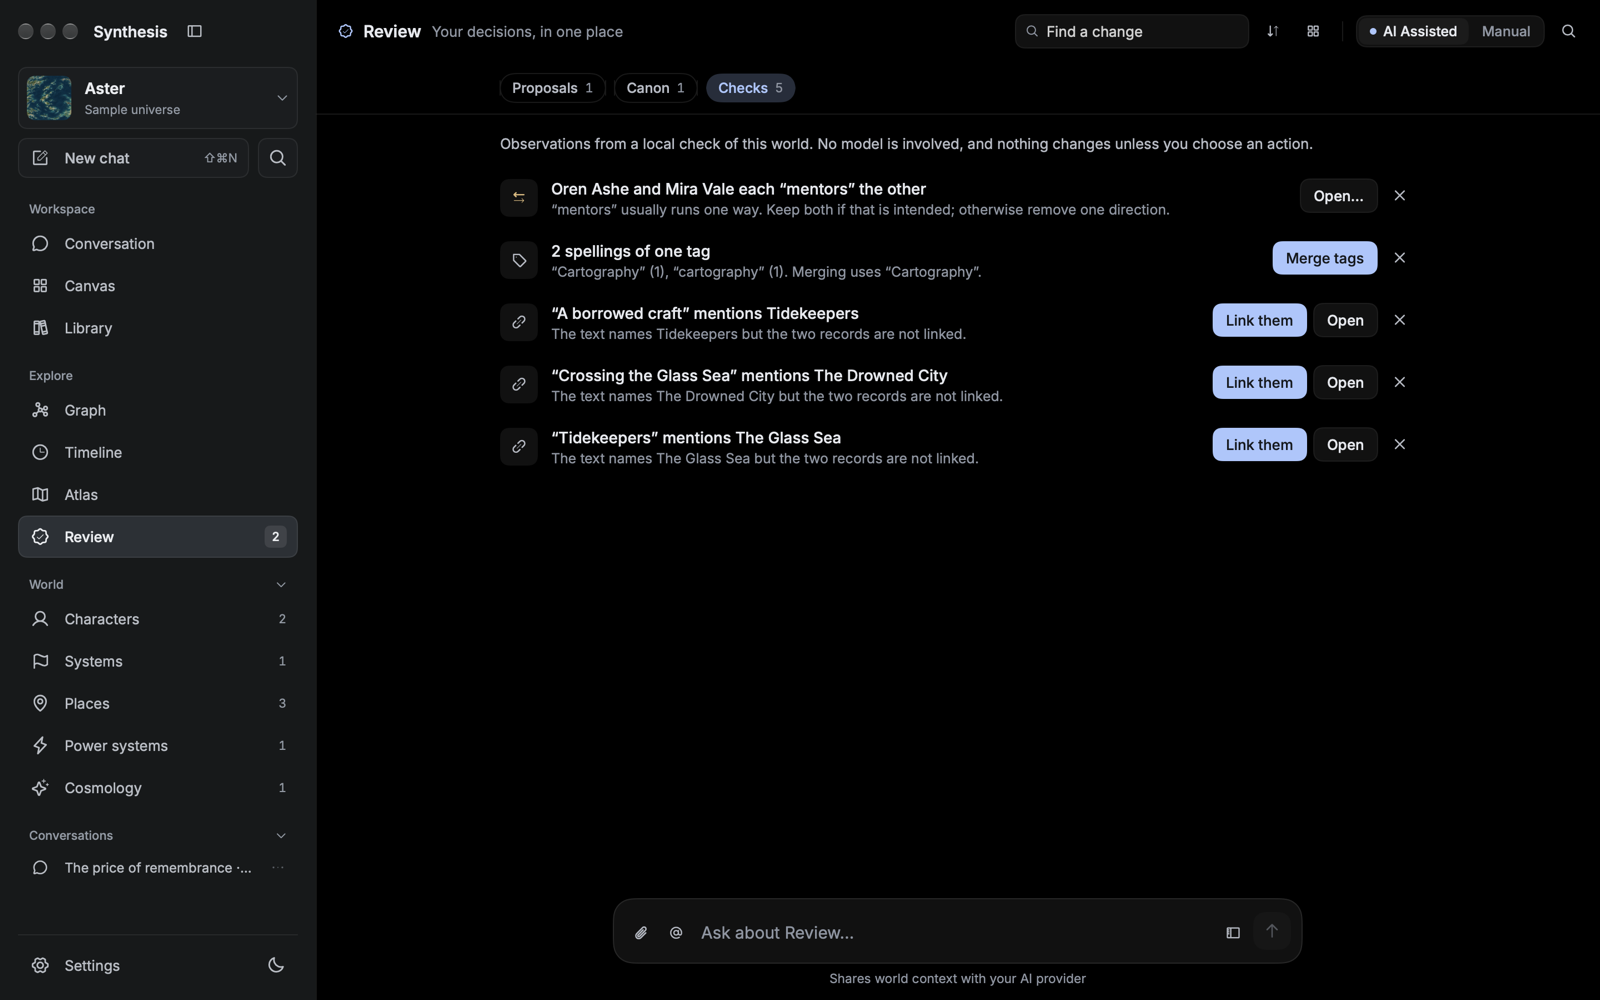 Synthesis
Aster
Sample universe
New chat ⇧⌘N
Workspace
Conversation
Canvas
Library
Explore
Graph
Timeline
Atlas
Review 2
World
Characters 2
Systems 1
Places 3
Power systems 1
Cosmology 1
Conversations
The price of remembrance ·...
Settings
Review Your decisions, in one place
Find a change
AI Assisted Manual
Proposals 1 Canon 1 Checks 5
Observations from a local check of this world. No model is involved, and nothing changes unless you choose an action.
Oren Ashe and Mira Vale each “mentors” the other
“mentors” usually runs one way. Keep both if that is intended; otherwise remove one direction.
Open...
2 spellings of one tag
“Cartography” (1), “cartography” (1). Merging uses “Cartography”.
Merge tags
“A borrowed craft” mentions Tidekeepers
The text names Tidekeepers but the two records are not linked.
Link them Open
“Crossing the Glass Sea” mentions The Drowned City
The text names The Drowned City but the two records are not linked.
Link them Open
“Tidekeepers” mentions The Glass Sea
The text names The Glass Sea but the two records are not linked.
Link them Open
Ask about Review...
Shares world context with your AI provider